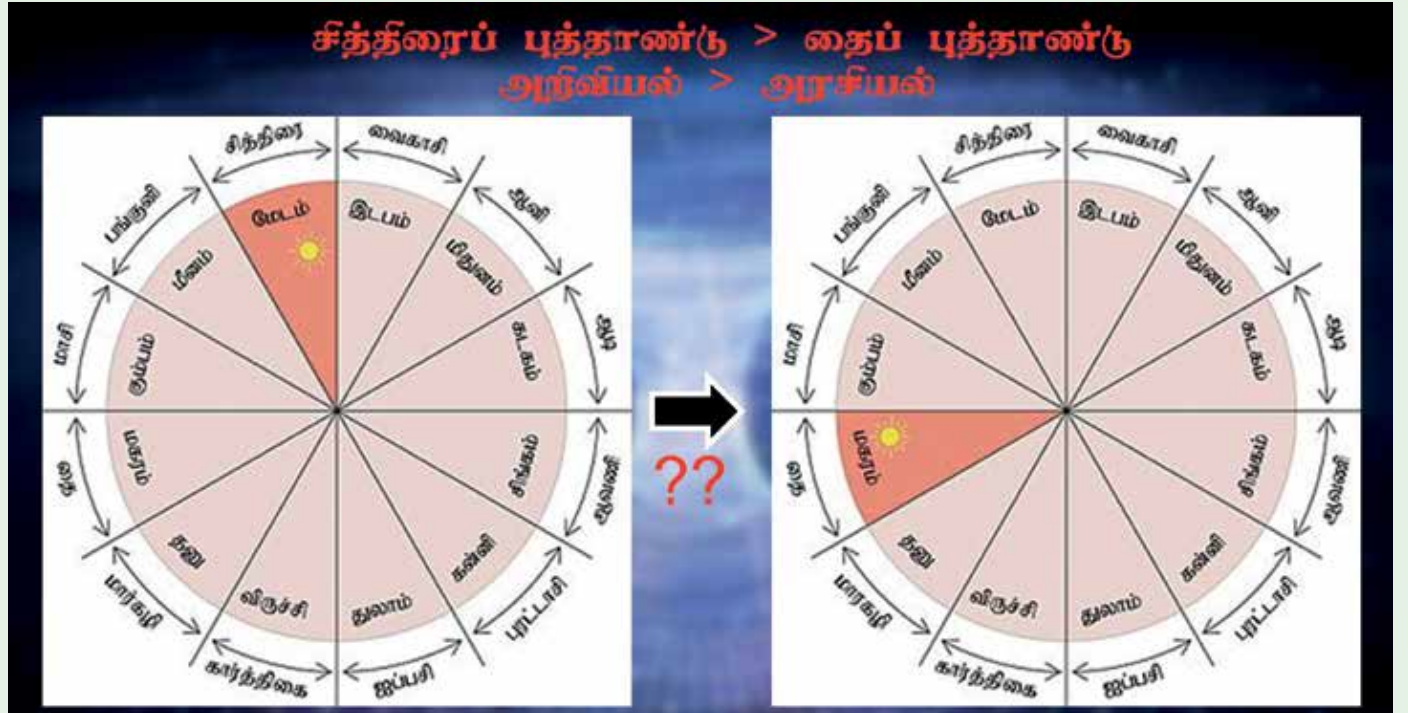 சித்திரைப் புத்தாண்டு > தைப் புத்தாண்டு
அறிவியல் > அரசியல்
சித்திரை
வைகாசி
ஆனி
ஆடி
ஆவணி
புரட்டாசி
ஐப்பசி
கார்த்திகை
மார்கழி
தை
மாசி
பங்குனி
மேடம்
இடபம்
மிதுனம்
கடகம்
சிங்கம்
கன்னி
துலாம்
விருச்சி
தனு
மகரம்
கும்பம்
மீனம்
??
சித்திரை
வைகாசி
ஆனி
ஆடி
ஆவணி
புரட்டாசி
ஐப்பசி
கார்த்திகை
மாரகழி
தை
மாசி
பங்குனி
மேடம்
இடபம்
மிதுனம்
கடகம்
சிங்கம்
கன்னி
துலாம்
விருச்சி
தனு
மகரம்
கும்பம்
மீனம்